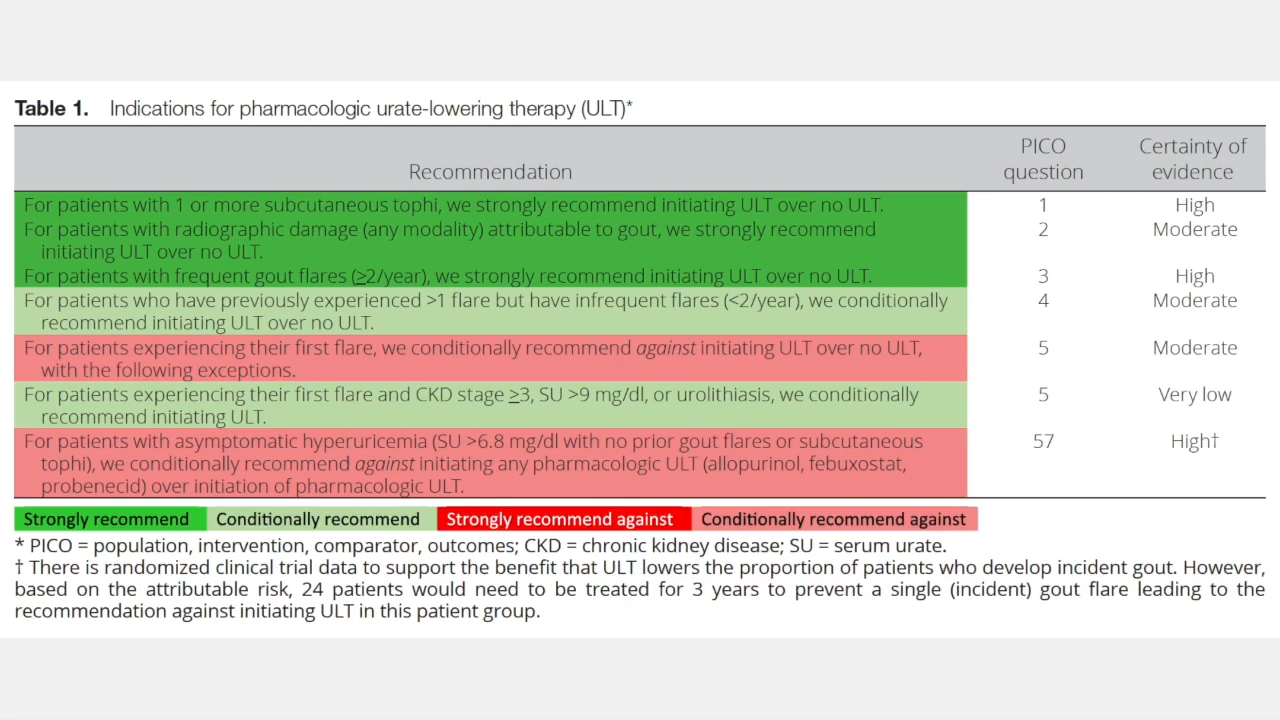 Table 1. Indications for pharmacologic urate-lowering therapy (ULT)*
Recommendation
PICO question
Certainty of evidence
For patients with 1 or more subcutaneous tophi, we strongly recommend initiating ULT over no ULT. 1 High
For patients with radiographic damage (any modality) attributable to gout, we strongly recommend 2 Moderate
initiating ULT over no ULT.
For patients with frequent gout flares (≥2/year), we strongly recommend initiating ULT over no ULT. 3 High
For patients who have previously experienced >1 flare but have infrequent flares (<2/year), we conditionally 4 Moderate
recommend initiating ULT over no ULT.
For patients experiencing their first flare, we conditionally recommend against initiating ULT over no ULT, 5 Moderate
with the following exceptions.
For patients experiencing their first flare and CKD stage ≥3, SU >9 mg/dl, or urolithiasis, we conditionally 5 Very low
recommend initiating ULT.
For patients with asymptomatic hyperuricemia (SU >6.8 mg/dl with no prior gout flares or subcutaneous 57 High†
tophi), we conditionally recommend against initiating any pharmacologic ULT (allopurinol, febuxostat,
probenecid) over initiation of pharmacologic ULT.
Strongly recommend Conditionally recommend Strongly recommend against Conditionally recommend against
* PICO = population, intervention, comparator, outcomes; CKD = chronic kidney disease; SU = serum urate.
† There is randomized clinical trial data to support the benefit that ULT lowers the proportion of patients who develop incident gout. However,
based on the attributable risk, 24 patients would need to be treated for 3 years to prevent a single (incident) gout flare leading to the
recommendation against initiating ULT in this patient group.